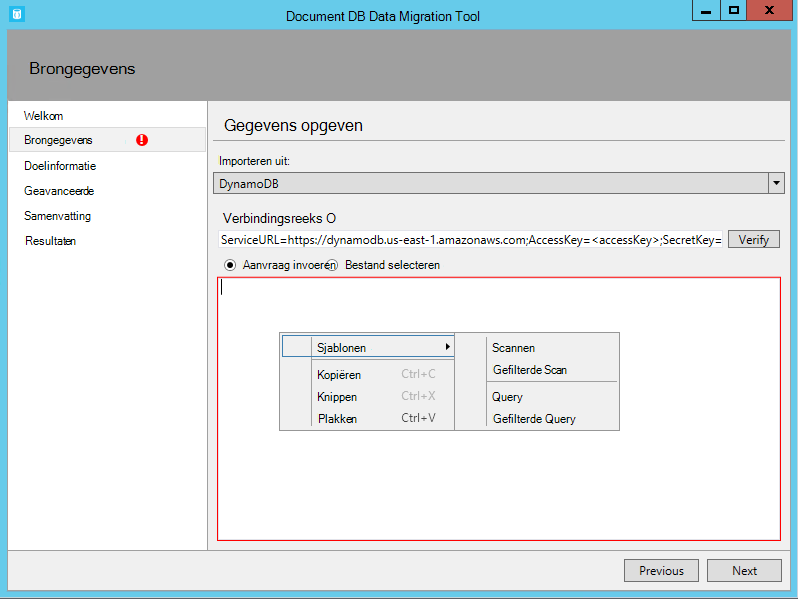 Document DB Data Migration Tool
Brongegevens
Welkom
Brongegevens
Doelinformatie
Geavanceerde
Samenvatting
Resultaten
Gegevens opgeven
Importeren uit:
DynamoDB
Verbindingsreeks O
ServiceURL=https://dynamodb.us-east-1.amazonaws.com;AccessKey=<accessKey>;SecretKey=
Verify
Aanvraag invoeren Bestand selecteren
Sjablonen
Kopiëren Ctrl+C
Knippen Ctrl+X
Plakken Ctrl+V
Scannen
Gefilterde Scan
Query
Gefilterde Query
Previous Next